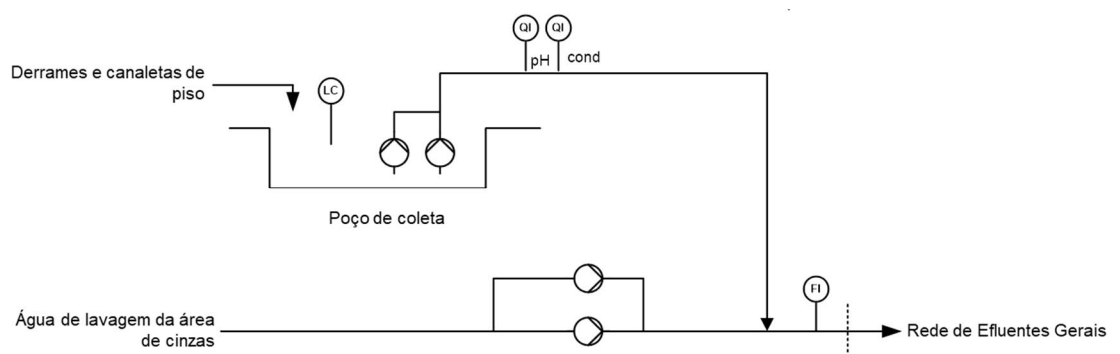 QI QI
pH cond
Derrames e canaletas de
piso
LC
Poço de coleta
FI
Água de lavagem da área
de cinzas
Rede de Efluentes Gerais